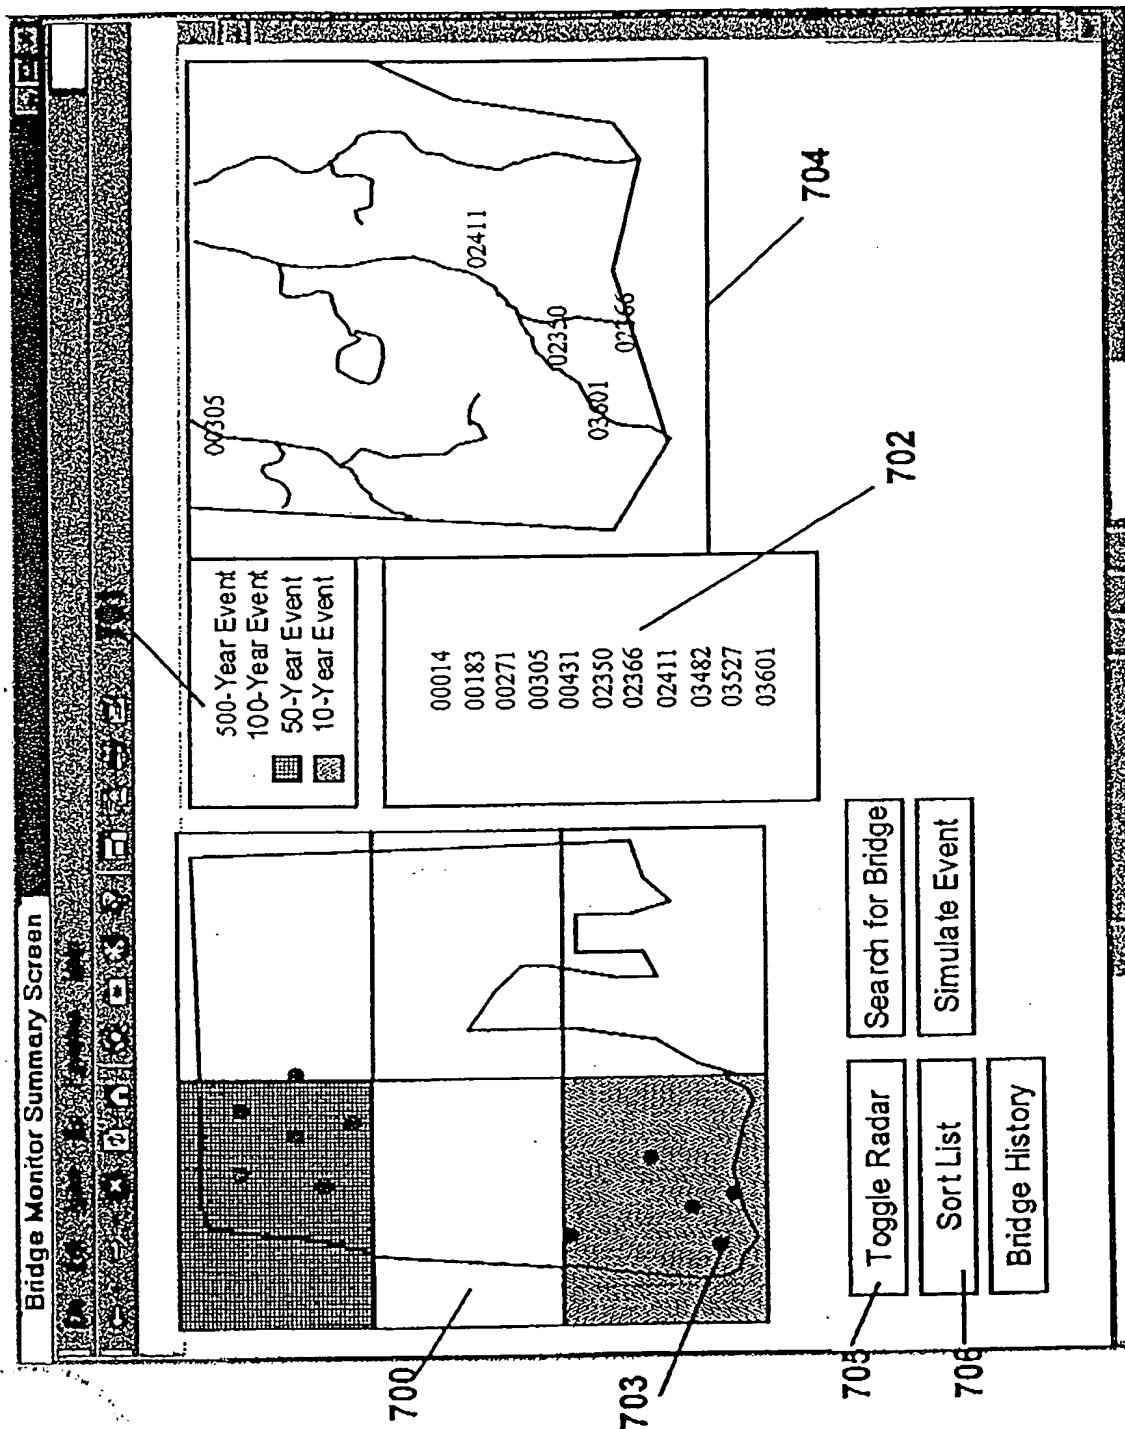 Bridge Monitor Summary Screen
500-Year Event
100-Year Event
50-Year Event
10-Year Event
701
00014
00183
00271
00305
00431
02350
02366
02411
03482
03527
03601
00305
02411
02350
02366
03601
700
703
702
704
Toggle Radar
Search for Bridge
Sort List
Simulate Event
Bridge History
705
706